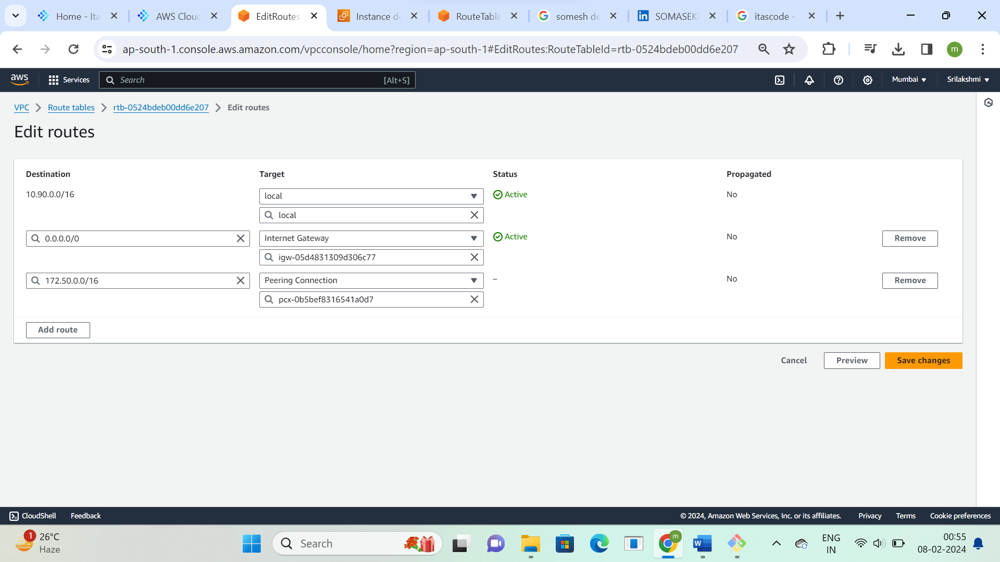 Home - Ita
AWS Clou
EditRoutes
Instance de
RouteTable
somesh de
SOMASEK
itascode -
ap-south-1.console.aws.amazon.com/vpcconsole/home?region=ap-south-1#EditRoutes:RouteTableId=rtb-0524bdeb00dd6e207
m
aws
Services
Search
[Alt+S]
Mumbai
Srilakshmi
VPC
Route tables
rtb-0524bdeb00dd6e207
Edit routes
Edit routes
Destination Target Status Propagated
10.90.0.0/16 local Active No
local
0.0.0.0/0 Internet Gateway Active No Remove
igw-05d4831309d306c77
172.50.0.0/16 Peering Connection – No Remove
pcx-0b5bef8316541a0d7
Add route
Cancel Preview Save changes
CloudShell Feedback © 2024, Amazon Web Services, Inc. or its affiliates. Privacy Terms Cookie preferences
1
26°C
Haze
Search
m
W
ENG
IN
00:55
08-02-2024